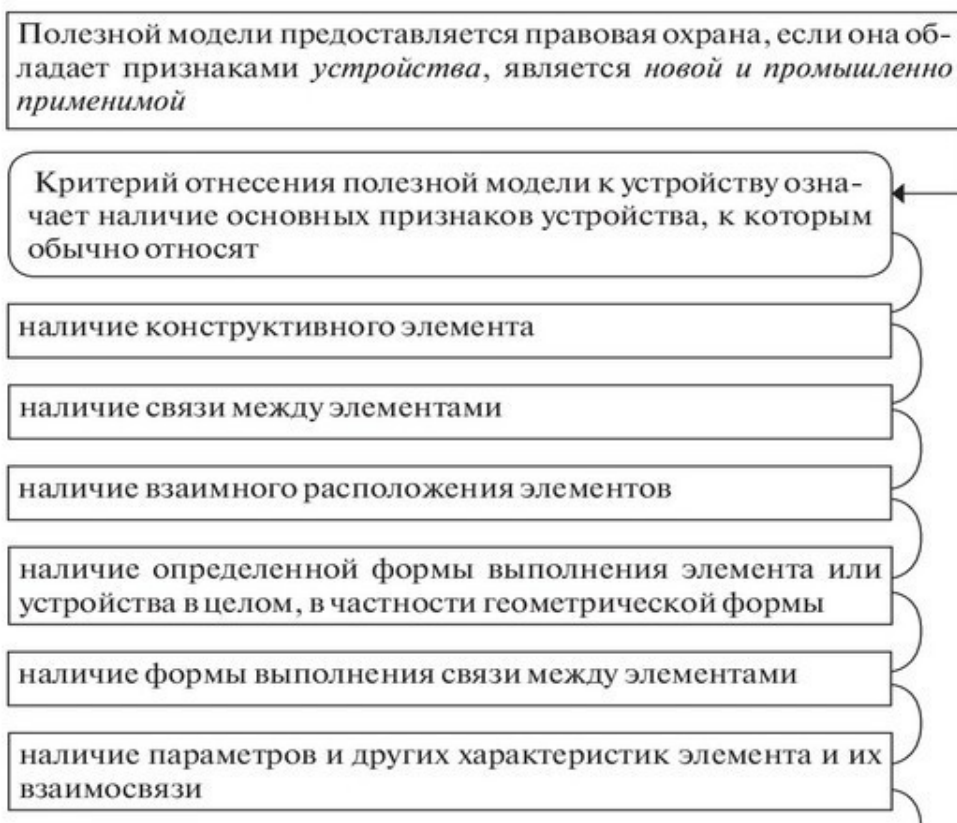 Полезной модели предоставляется правовая охрана, если она об-
ладает признаками устройства, является новой и промышленно
применимой
Критерий отнесения полезной модели к устройству озна-
чает наличие основных признаков устройства, к которым
обычно относят
наличие конструктивного элемента
наличие связи между элементами
наличие взаимного расположения элементов
наличие определенной формы выполнения элемента или
устройства в целом, в частности геометрической формы
наличие формы выполнения связи между элементами
наличие параметров и других характеристик элемента и их
взаимосвязи